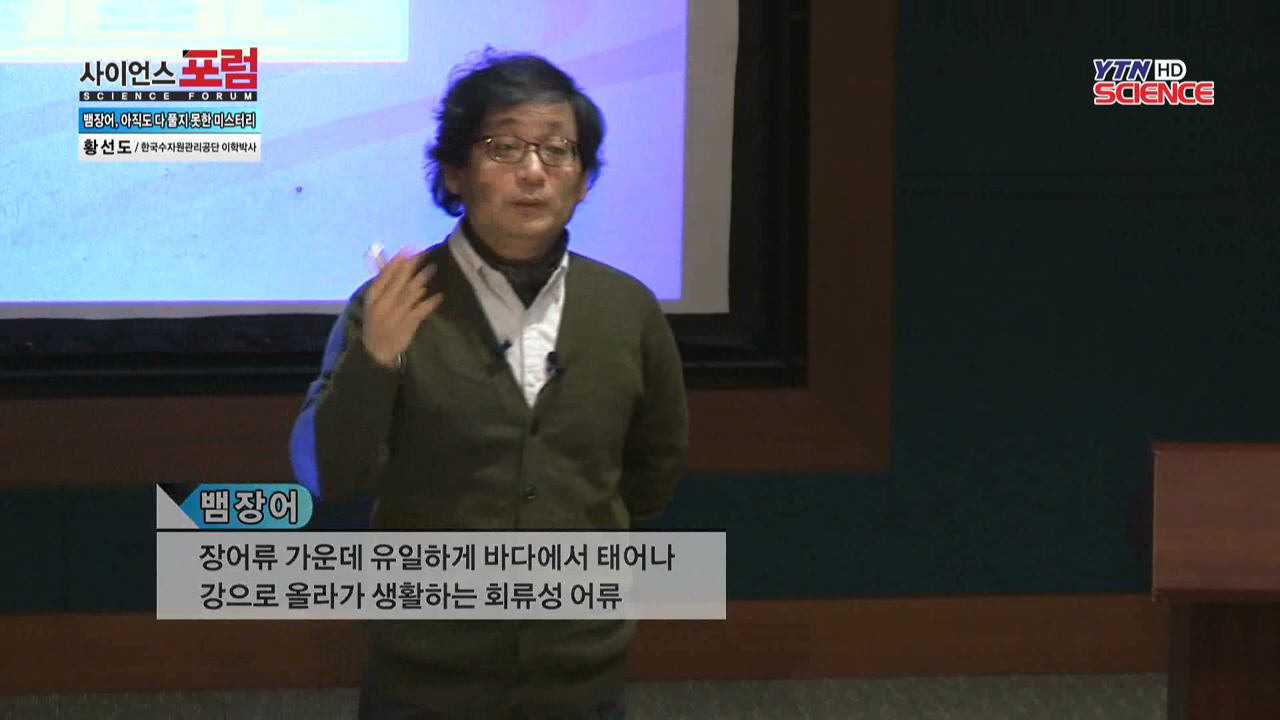 사이언스 포럼
SCIENCE FORUM
뱀장어, 아직도 다 풀지 못한 미스터리
황선도 / 한국수자원관리공단 이학박사
YTN HD
SCIENCE
뱀장어
장어류 가운데 유일하게 바다에서 태어나
강으로 올라가 생활하는 회류성 어류